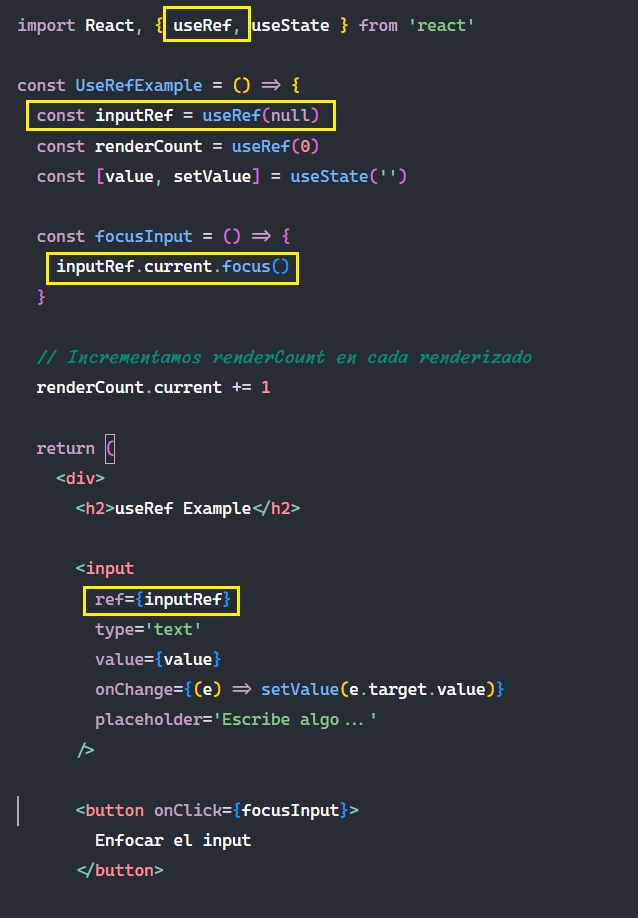 import React, { useRef, useState } from 'react'
const UseRefExample = () => {
const inputRef = useRef(null)
const renderCount = useRef(0)
const [value, setValue] = useState('')
const focusInput = () => {
inputRef.current.focus()
}
// Incrementamos renderCount en cada renderizado
renderCount.current += 1
return (
<div>
<h2>useRef Example</h2>
<input
ref={inputRef}
type='text'
value={value}
onChange={(e) => setValue(e.target.value)}
placeholder='Escribe algo...'
/>
<button onClick={focusInput}>
Enfocar el input
</button>